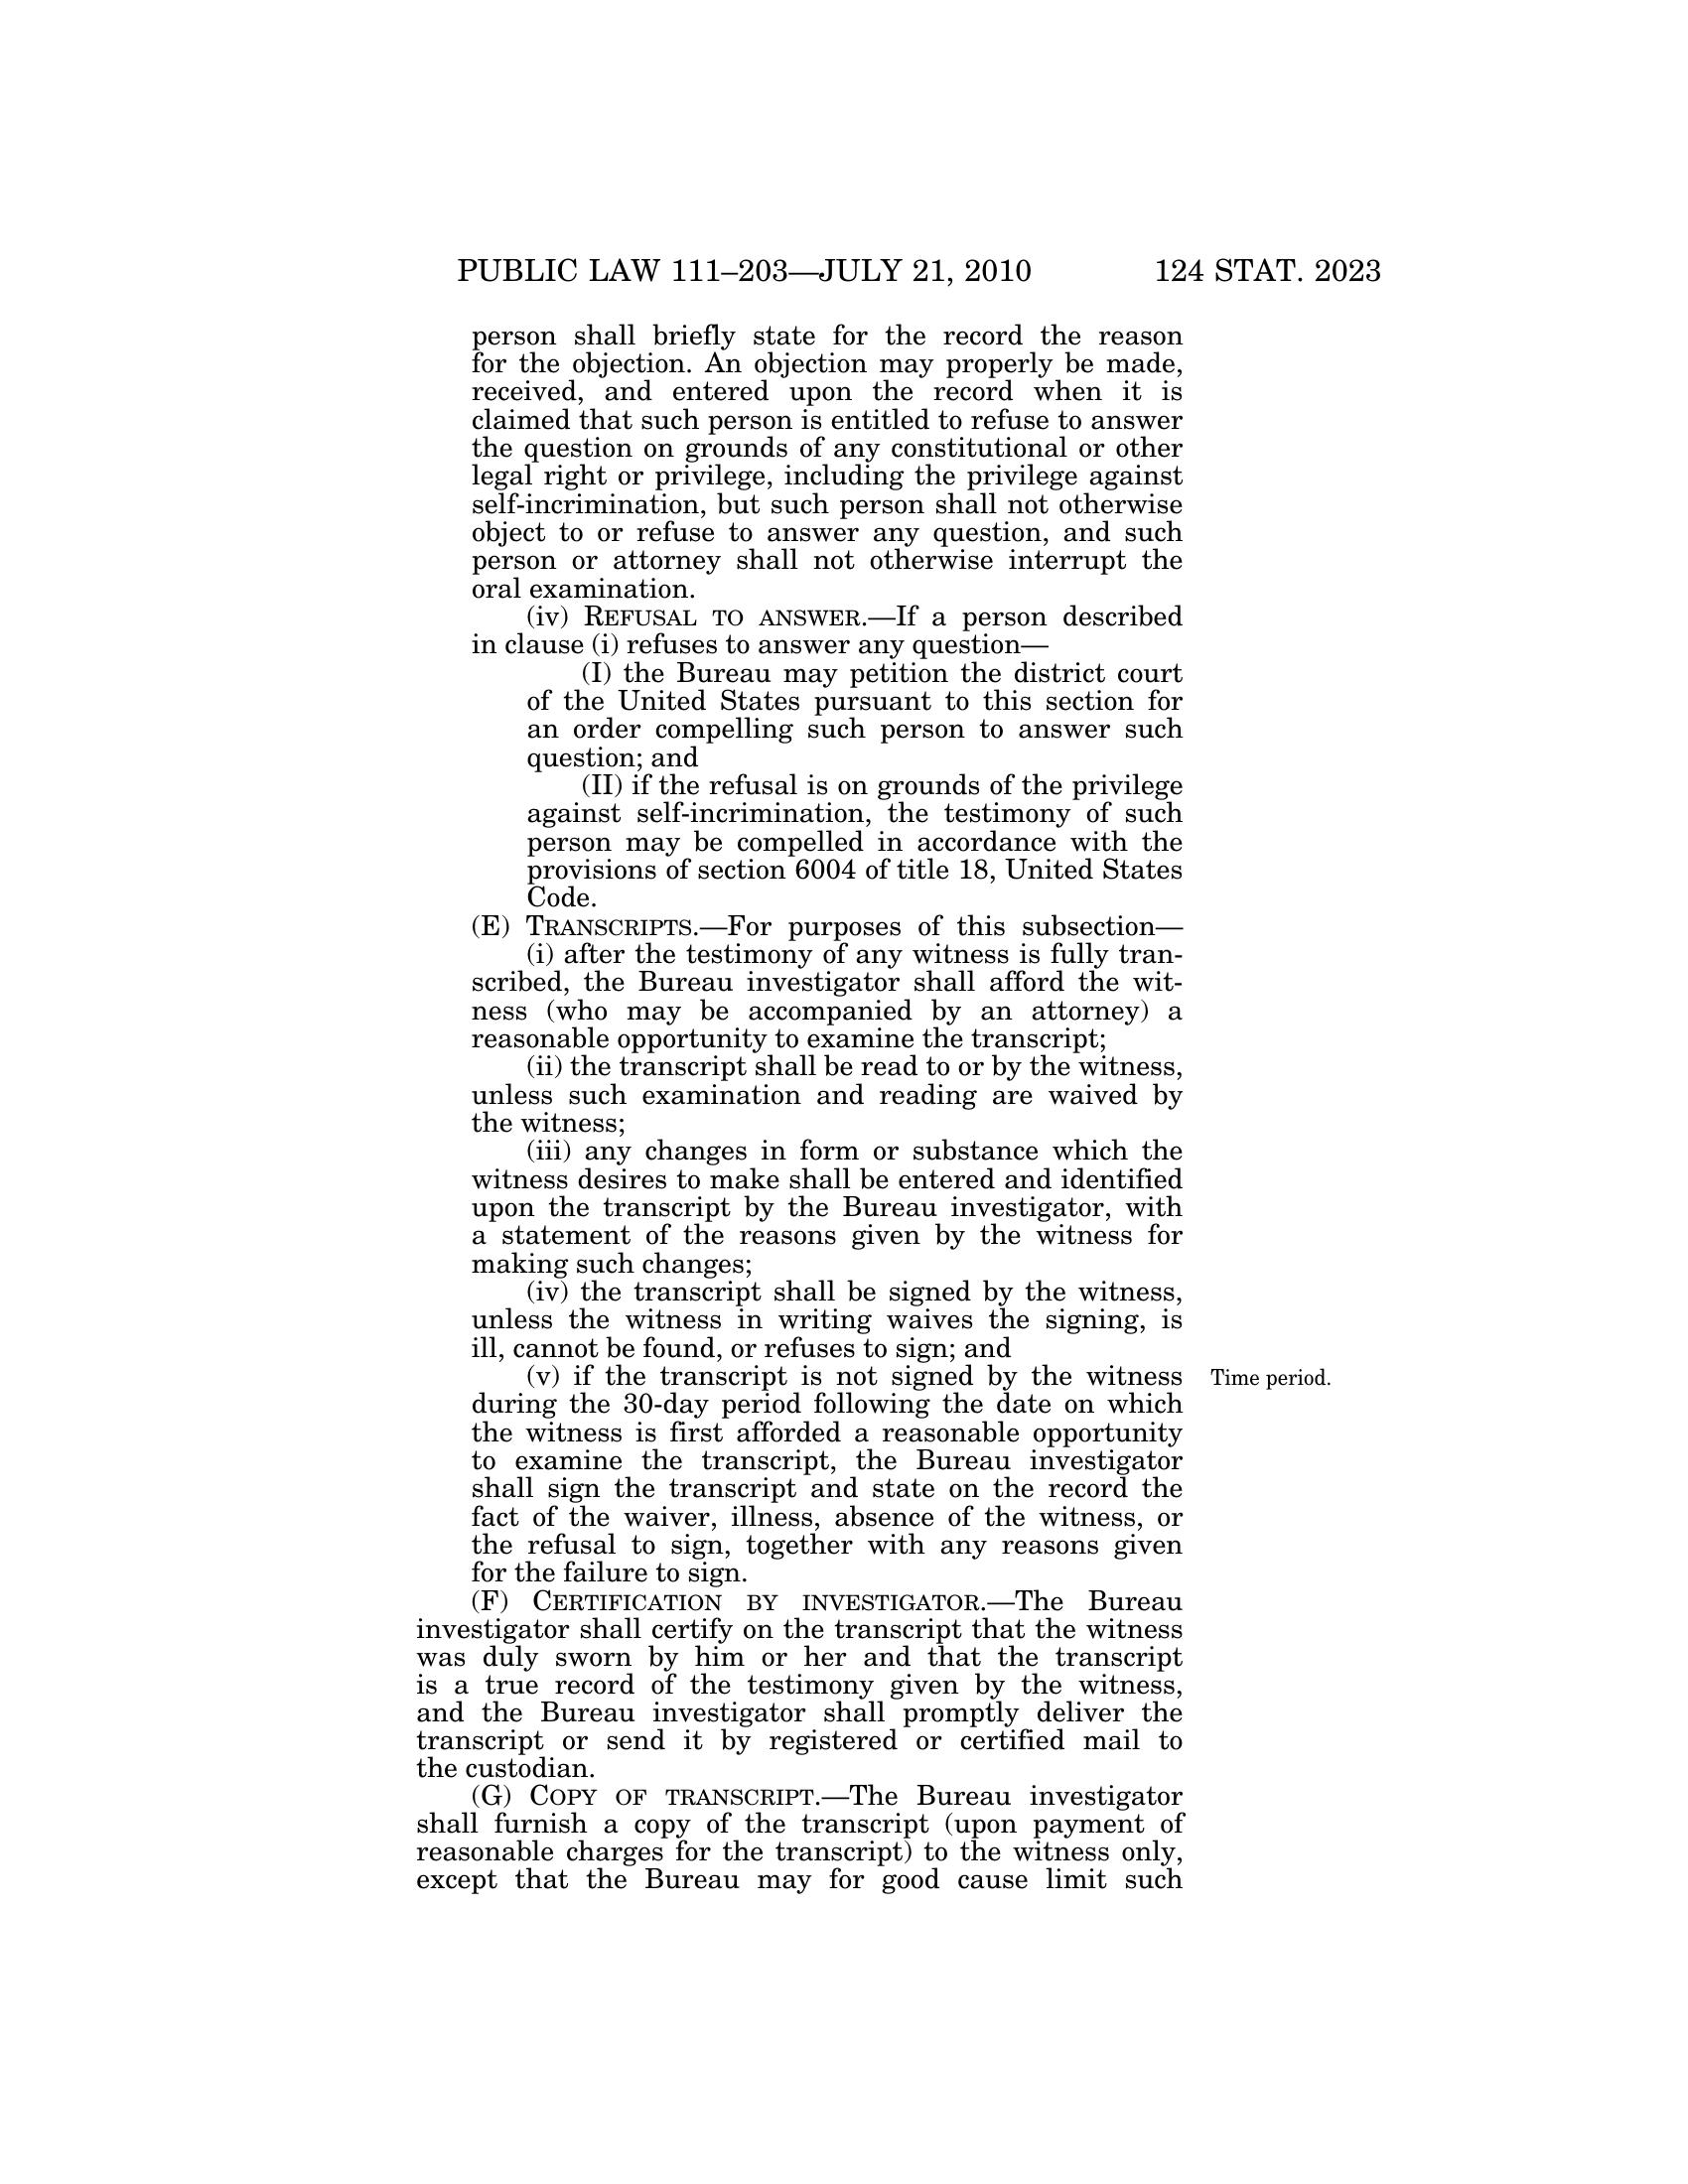 PUBLIC LAW 111–203—JULY 21, 2010 124 STAT. 2023
person shall briefly state for the record the reason
for the objection. An objection may properly be made,
received, and entered upon the record when it is
claimed that such person is entitled to refuse to answer
the question on grounds of any constitutional or other
legal right or privilege, including the privilege against
self-incrimination, but such person shall not otherwise
object to or refuse to answer any question, and such
person or attorney shall not otherwise interrupt the
oral examination.
(iv) REFUSAL TO ANSWER.—If a person described
in clause (i) refuses to answer any question—
(I) the Bureau may petition the district court
of the United States pursuant to this section for
an order compelling such person to answer such
question; and
(II) if the refusal is on grounds of the privilege
against self-incrimination, the testimony of such
person may be compelled in accordance with the
provisions of section 6004 of title 18, United States
Code.
(E) TRANSCRIPTS.—For purposes of this subsection—
(i) after the testimony of any witness is fully tran-
scribed, the Bureau investigator shall afford the wit-
ness (who may be accompanied by an attorney) a
reasonable opportunity to examine the transcript;
(ii) the transcript shall be read to or by the witness,
unless such examination and reading are waived by
the witness;
(iii) any changes in form or substance which the
witness desires to make shall be entered and identified
upon the transcript by the Bureau investigator, with
a statement of the reasons given by the witness for
making such changes;
(iv) the transcript shall be signed by the witness,
unless the witness in writing waives the signing, is
ill, cannot be found, or refuses to sign; and
(v) if the transcript is not signed by the witness Time period.
during the 30-day period following the date on which
the witness is first afforded a reasonable opportunity
to examine the transcript, the Bureau investigator
shall sign the transcript and state on the record the
fact of the waiver, illness, absence of the witness, or
the refusal to sign, together with any reasons given
for the failure to sign.
(F) CERTIFICATION BY INVESTIGATOR.—The Bureau
investigator shall certify on the transcript that the witness
was duly sworn by him or her and that the transcript
is a true record of the testimony given by the witness,
and the Bureau investigator shall promptly deliver the
transcript or send it by registered or certified mail to
the custodian.
(G) COPY OF TRANSCRIPT.—The Bureau investigator
shall furnish a copy of the transcript (upon payment of
reasonable charges for the transcript) to the witness only,
except that the Bureau may for good cause limit such